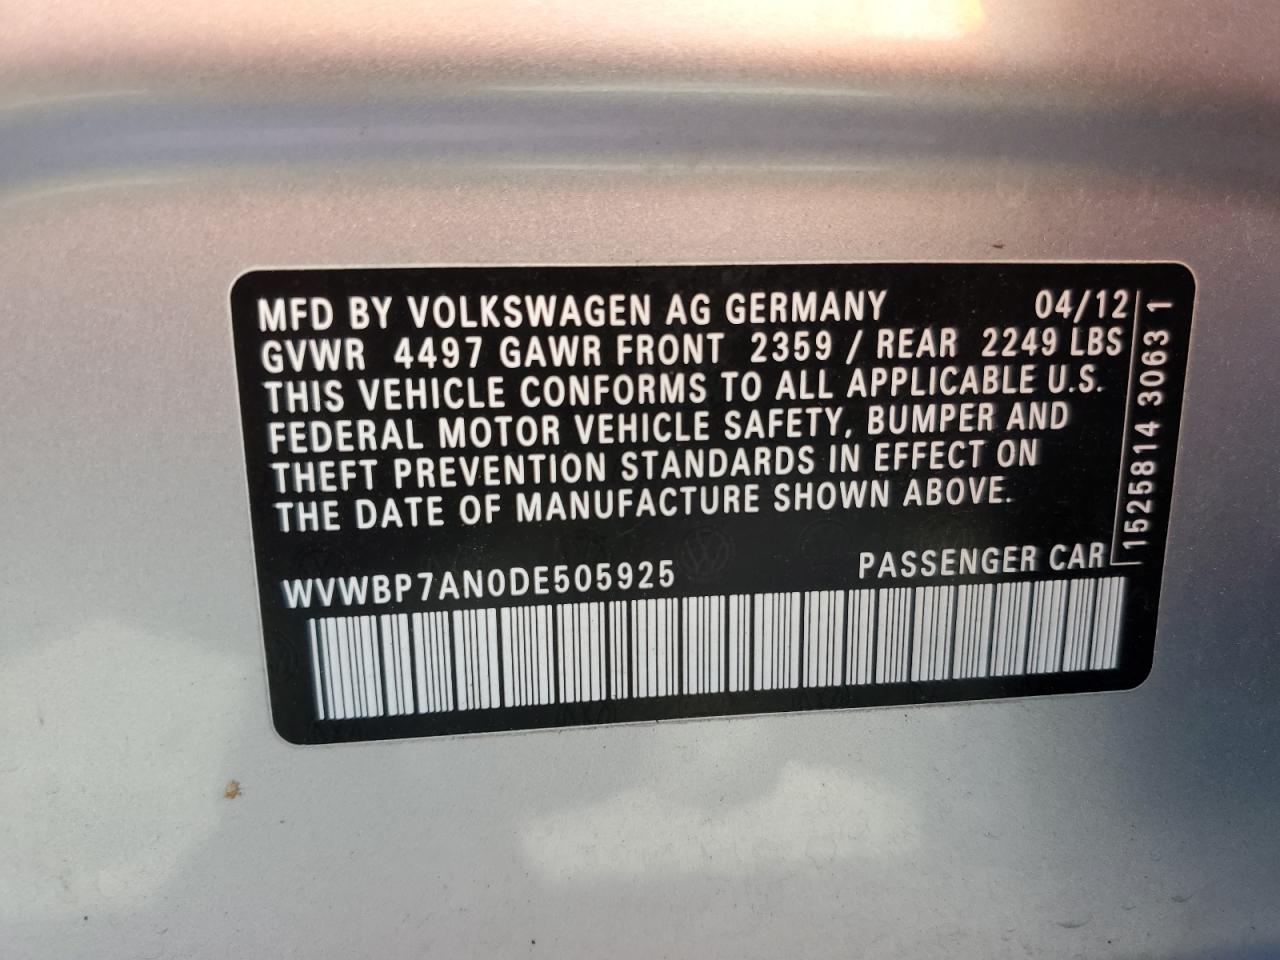 MFD BY VOLKSWAGEN AG GERMANY 04/12
GVWR 4497 GAWR FRONT 2359 / REAR 2249 LBS
THIS VEHICLE CONFORMS TO ALL APPLICABLE U.S.
FEDERAL MOTOR VEHICLE SAFETY, BUMPER AND
THEFT PREVENTION STANDARDS IN EFFECT ON
THE DATE OF MANUFACTURE SHOWN ABOVE.
WVWBP7AN0DE505925 PASSENGER CAR
1525814 3063 1